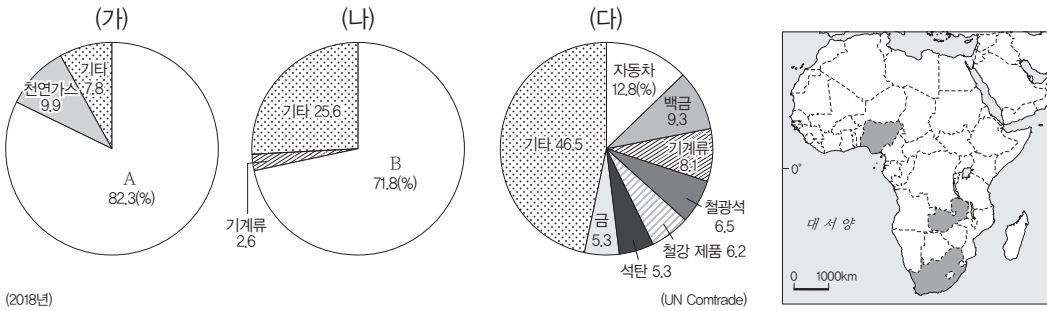 (가)
기타
7.8
천연가스
9.9
A
82.3(%)
(나)
기타 25.6
B
71.8(%)
기계류
2.6
(다)
자동차
12.8(%)
백금
9.3
기계류
8.1
철광석
6.5
철강 제품 6.2
석탄 5.3
금
5.3
기타 46.5
0°
대서양
0 1000km
(2018년)
(UN Comtrade)